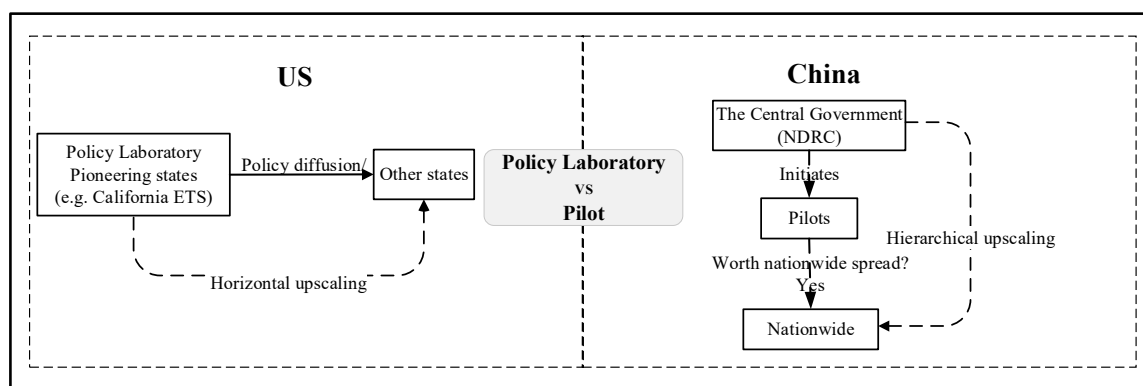 US
Policy Laboratory
Pioneering states
(e.g. California ETS)
Policy diffusion/
Other states
Horizontal upscaling
Policy Laboratory
vs
Pilot
China
The Central Government
(NDRC)
Initiates
Pilots
Hierarchical upscaling
Worth nationwide spread?
Yes
Nationwide